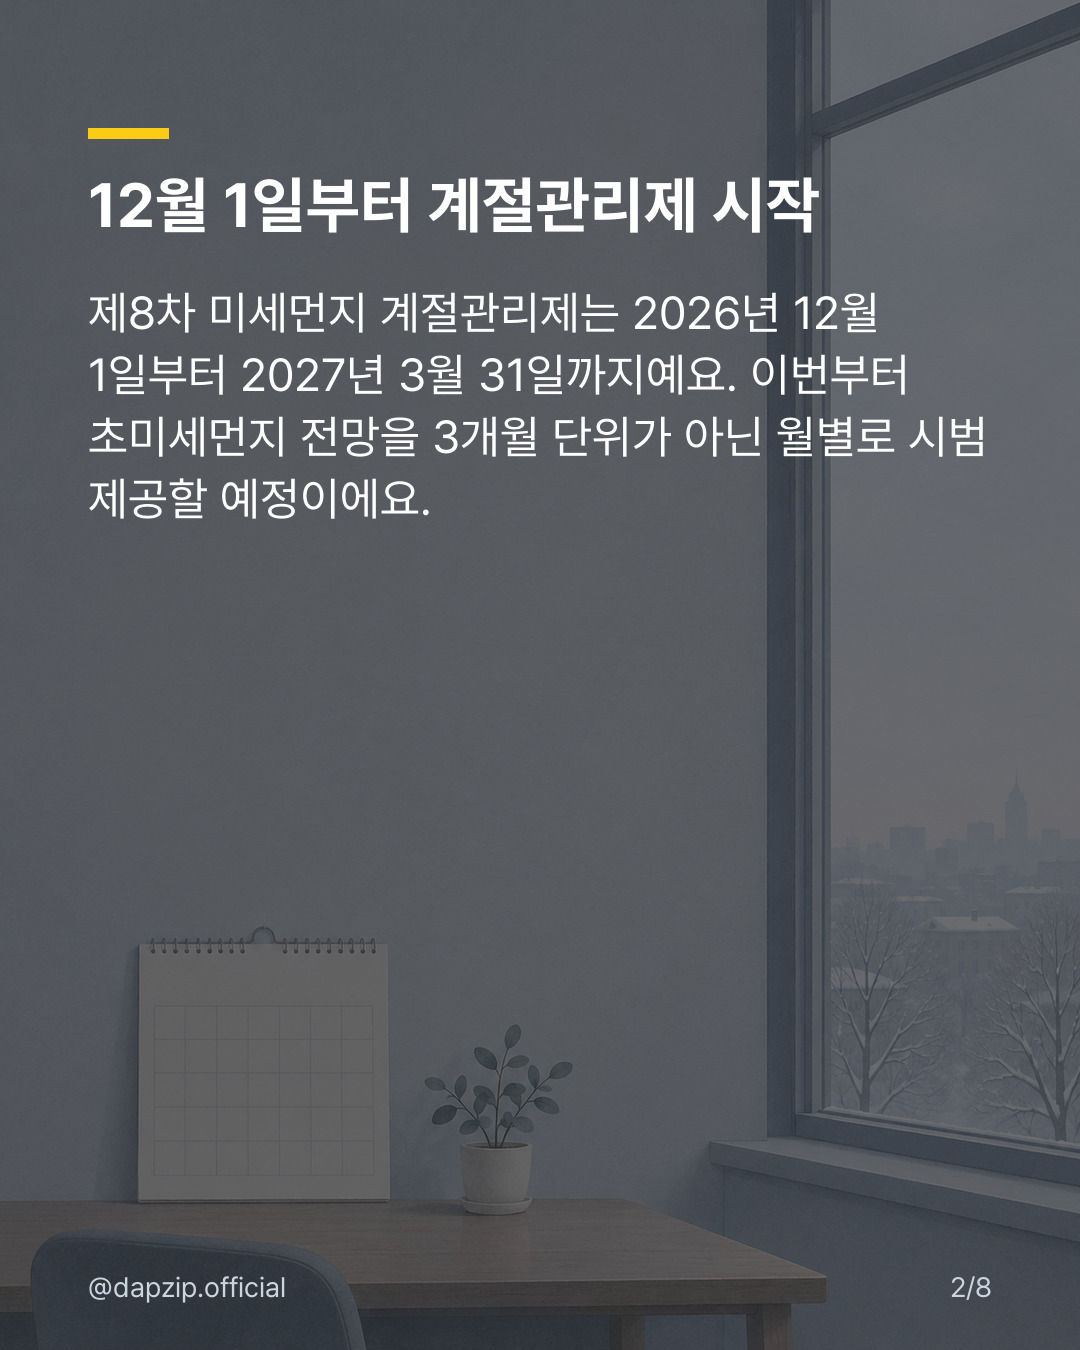 12월 1일부터 계절관리제 시작
제8차 미세먼지 계절관리제는 2026년 12월
1일부터 2027년 3월 31일까지예요. 이번부터
초미세먼지 전망을 3개월 단위가 아닌 월별로 시범
제공할 예정이에요.
@dapzip.official
2/8